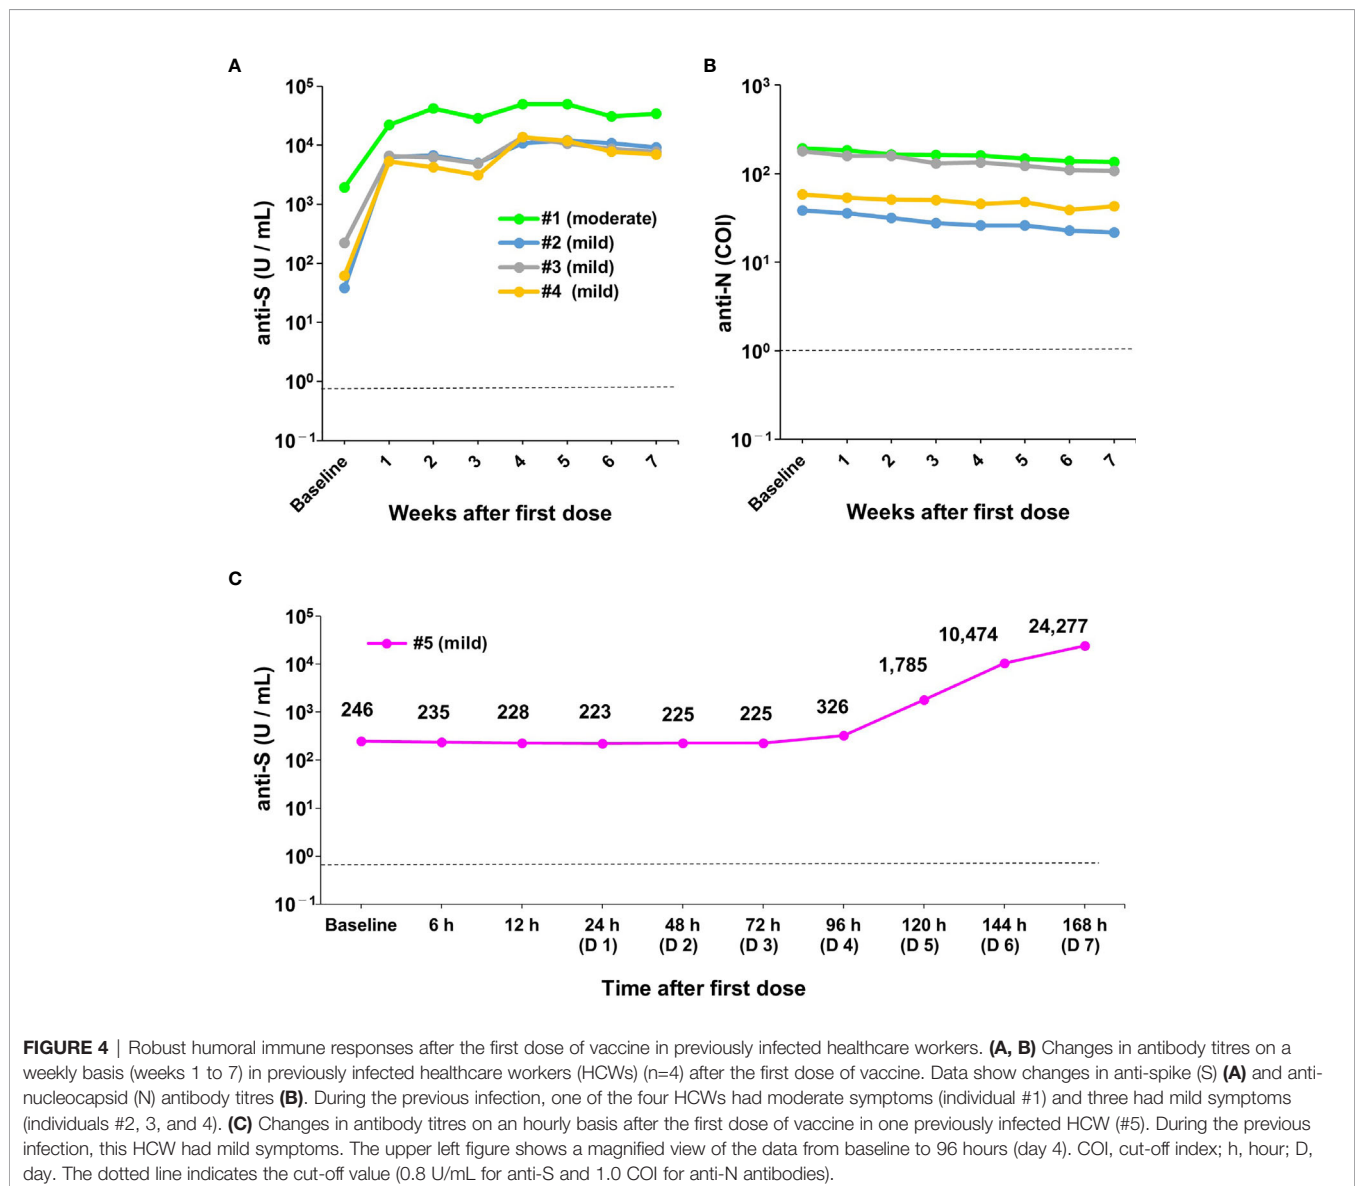 A
10⁵
10⁴
10³
10²
10¹
10⁰
10⁻¹
anti-S (U / mL)
#1 (moderate)
#2 (mild)
#3 (mild)
#4 (mild)
Baseline 1 2 3 4 5 6 7
Weeks after first dose
B
10³
10²
10¹
10⁰
10⁻¹
anti-N (COI)
Baseline 1 2 3 4 5 6 7
Weeks after first dose
C
10⁵
10⁴
10³
10²
10¹
10⁰
10⁻¹
anti-S (U / mL)
#5 (mild)
246 235 228 223 225 225 326 1,785 10,474 24,277
Baseline 6 h 12 h 24 h 48 h 72 h 96 h 120 h 144 h 168 h
(D 1) (D 2) (D 3) (D 4) (D 5) (D 6) (D 7)
Time after first dose
FIGURE 4 | Robust humoral immune responses after the first dose of vaccine in previously infected healthcare workers. (A, B) Changes in antibody titres on a
weekly basis (weeks 1 to 7) in previously infected healthcare workers (HCWs) (n=4) after the first dose of vaccine. Data show changes in anti-spike (S) (A) and anti-
nucleocapsid (N) antibody titres (B). During the previous infection, one of the four HCWs had moderate symptoms (individual #1) and three had mild symptoms
(individuals #2, 3, and 4). (C) Changes in antibody titres on an hourly basis after the first dose of vaccine in one previously infected HCW (#5). During the previous
infection, this HCW had mild symptoms. The upper left figure shows a magnified view of the data from baseline to 96 hours (day 4). COI, cut-off index; h, hour; D,
day. The dotted line indicates the cut-off value (0.8 U/mL for anti-S and 1.0 COI for anti-N antibodies).